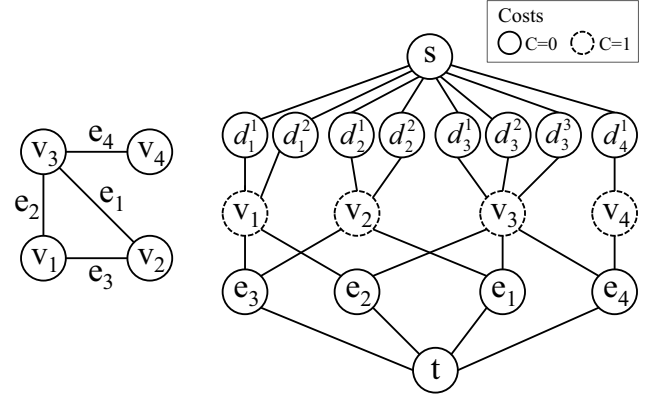 Costs
C=0 C=1
s
d₁¹ d₁² d₂¹ d₂² d₃¹ d₃² d₃³ d₄¹
v₃ e₄ v₄
e₂ e₁
v₁ e₃ v₂
v₁ v₂ v₃ v₄
e₃ e₂ e₁ e₄
t